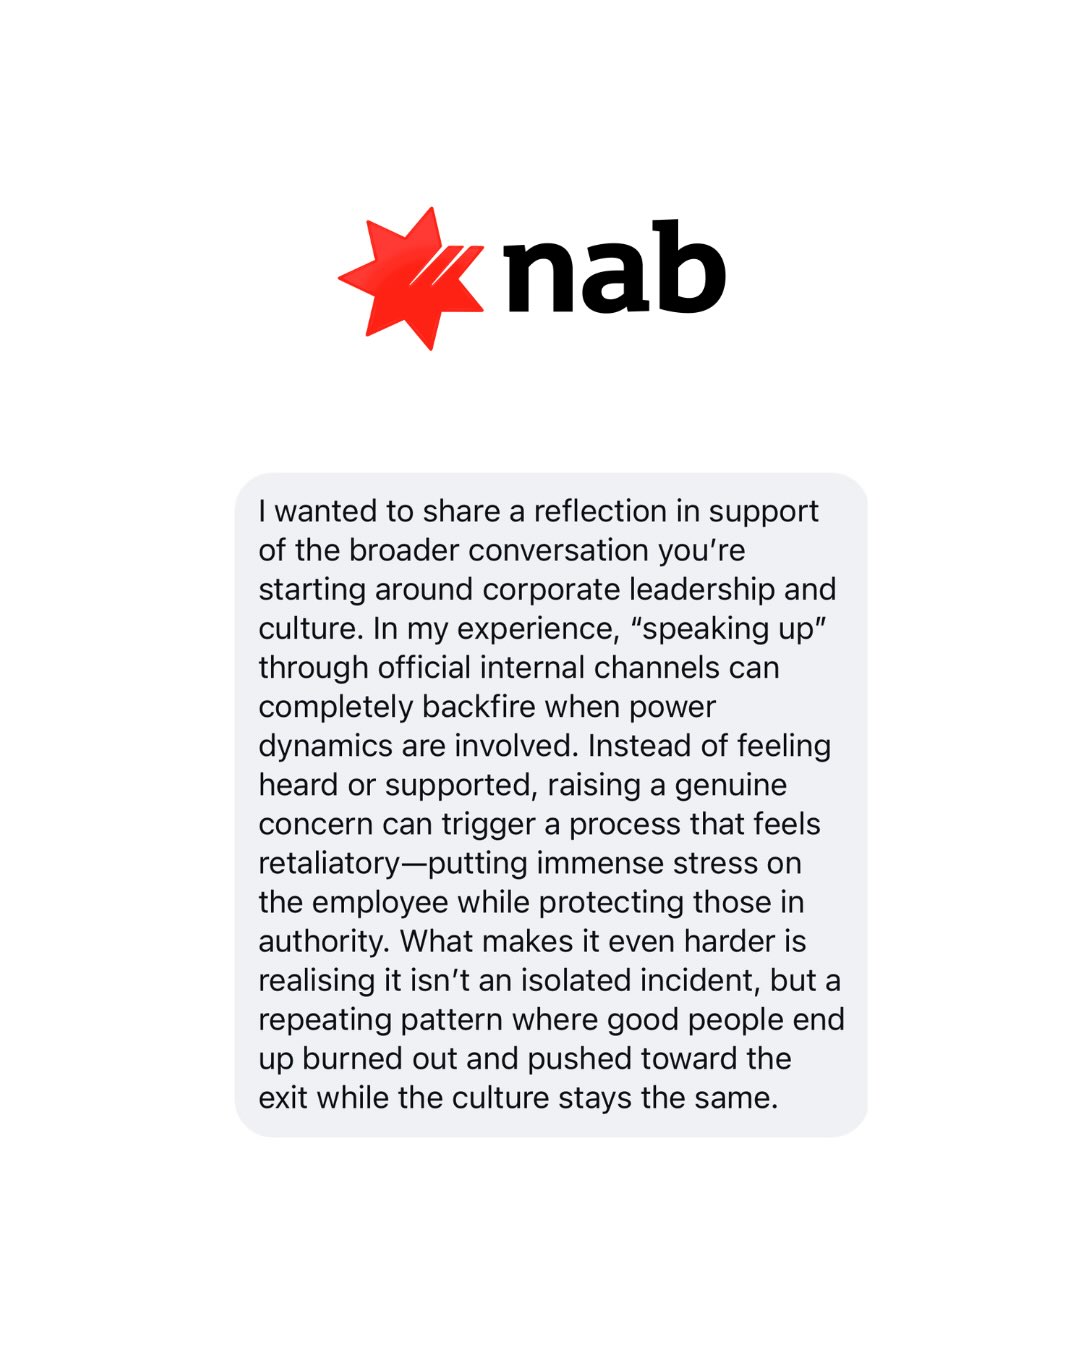 nab
I wanted to share a reflection in support
of the broader conversation you’re
starting around corporate leadership and
culture. In my experience, “speaking up”
through official internal channels can
completely backfire when power
dynamics are involved. Instead of feeling
heard or supported, raising a genuine
concern can trigger a process that feels
retaliatory—putting immense stress on
the employee while protecting those in
authority. What makes it even harder is
realising it isn’t an isolated incident, but a
repeating pattern where good people end
up burned out and pushed toward the
exit while the culture stays the same.